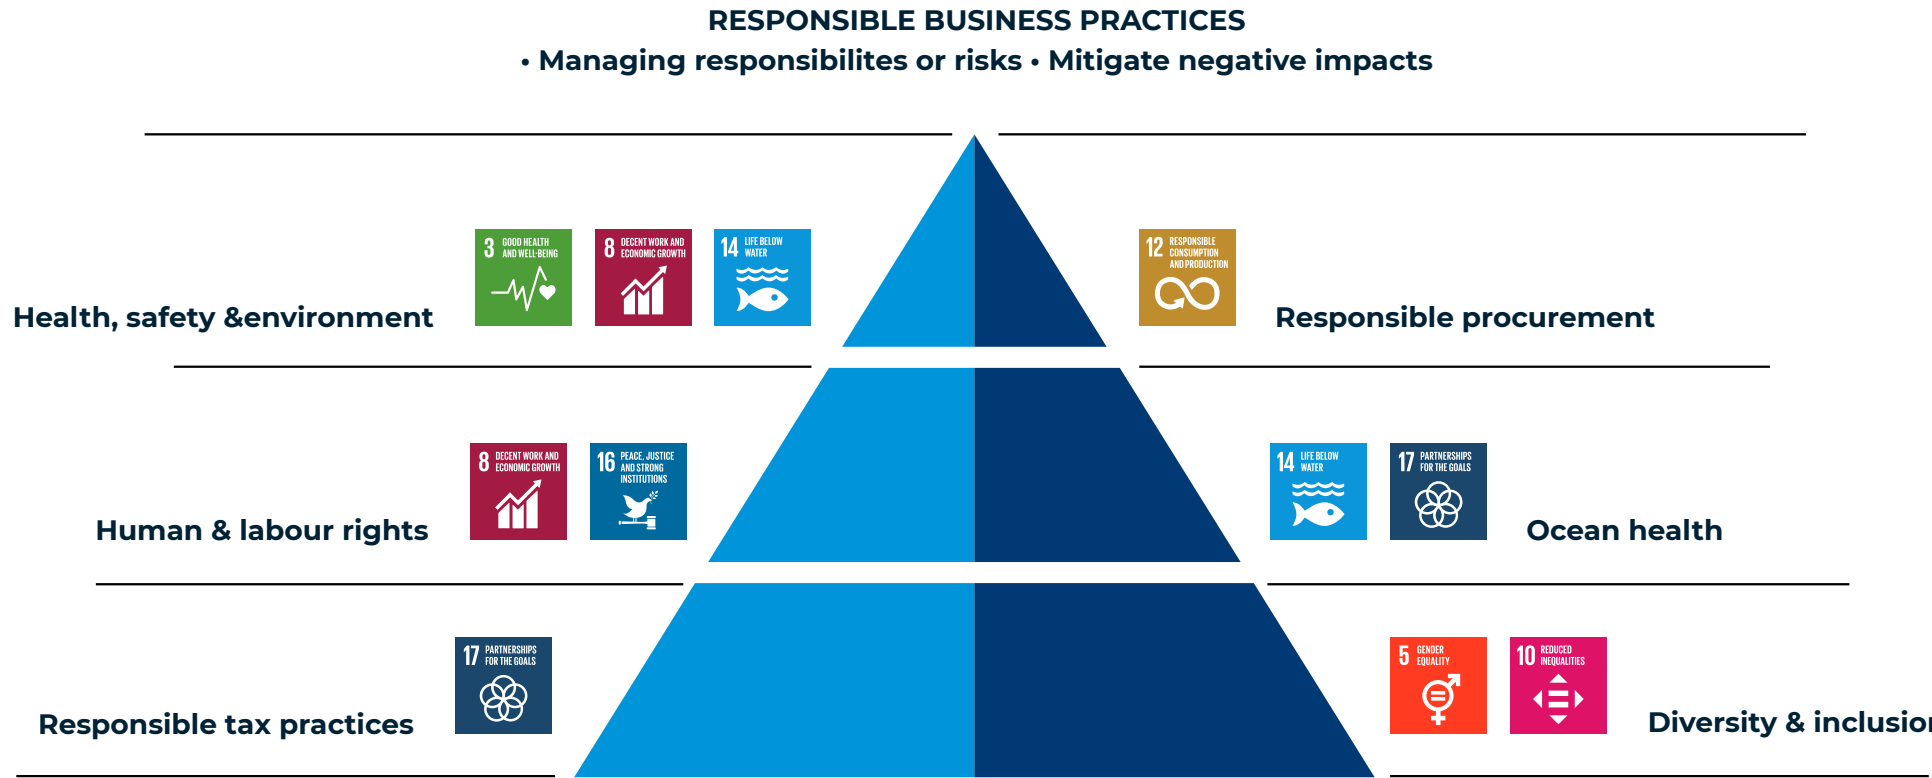 RESPONSIBLE BUSINESS PRACTICES
• Managing responsibilites or risks • Mitigate negative impacts
3 GOOD HEALTH
AND WELL-BEING
8 DECENT WORK AND
ECONOMIC GROWTH
14 LIFE BELOW
WATER
Health, safety &environment
12 RESPONSIBLE
CONSUMPTION
AND PRODUCTION
Responsible procurement
8 DECENT WORK AND
ECONOMIC GROWTH
16 PEACE, JUSTICE
AND STRONG
INSTITUTIONS
Human & labour rights
14 LIFE BELOW
WATER
17 PARTNERSHIPS
FOR THE GOALS
Ocean health
17 PARTNERSHIPS
FOR THE GOALS
Responsible tax practices
5 GENDER
EQUALITY
10 REDUCED
INEQUALITIES
Diversity & inclusion